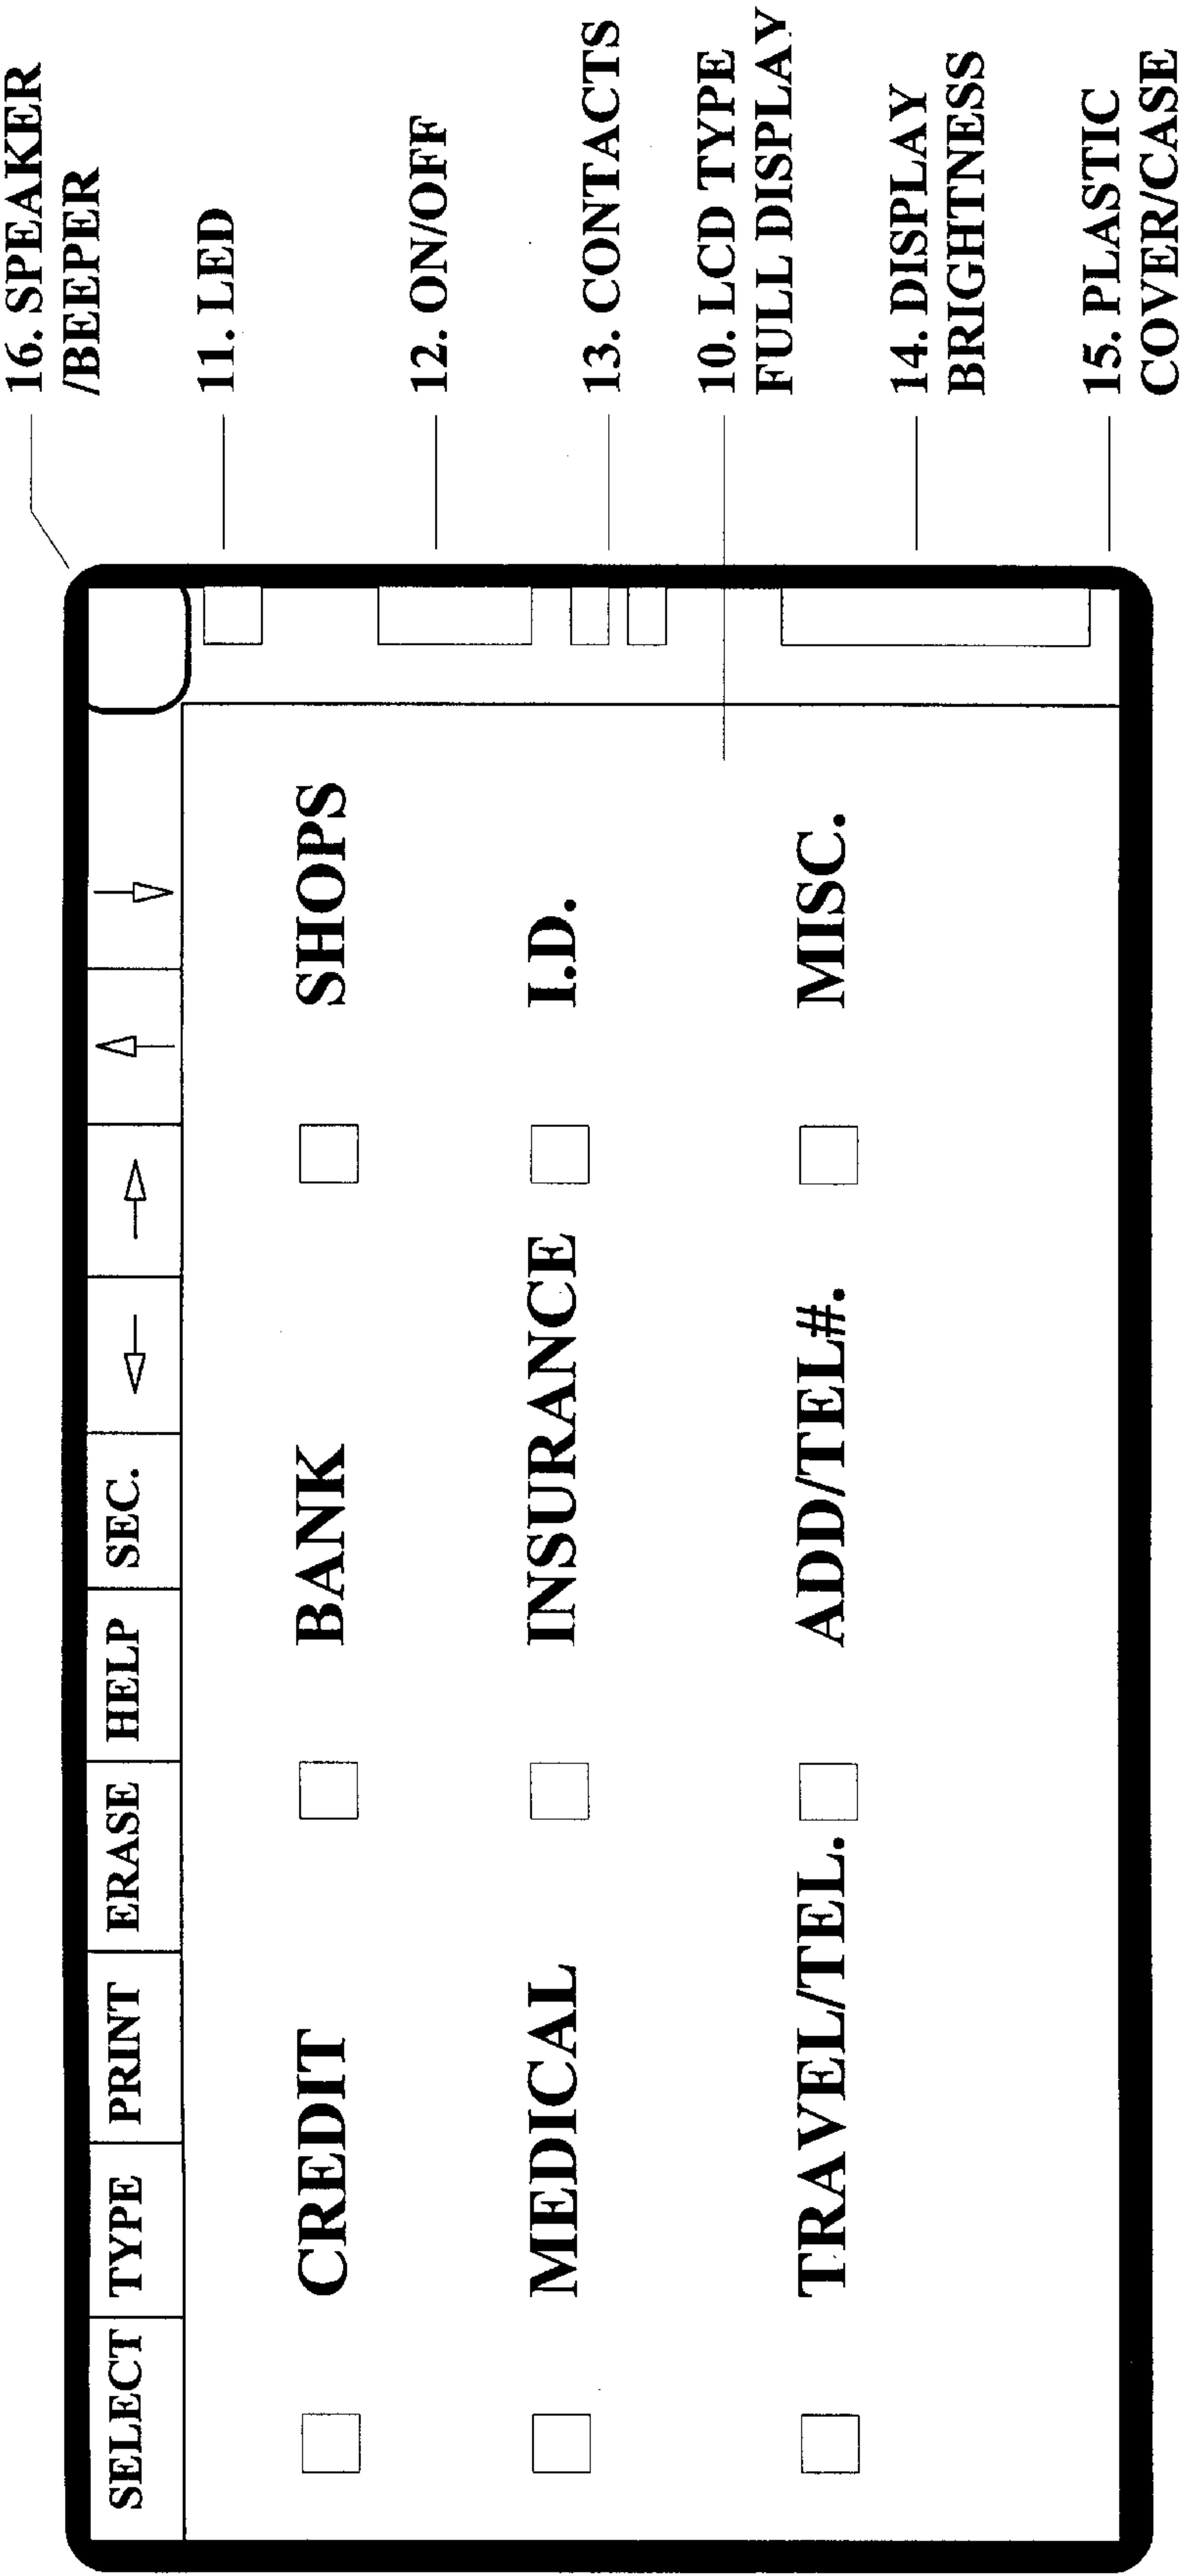 SELECT TYPE PRINT ERASE HELP SEC. ← → ↑ ↓
CREDIT BANK SHOPS
MEDICAL INSURANCE I.D.
TRAVEL/TEL. ADD/TEL#. MISC.
16. SPEAKER
/BEEPER
11. LED
12. ON/OFF
13. CONTACTS
10. LCD TYPE
FULL DISPLAY
14. DISPLAY
BRIGHTNESS
15. PLASTIC
COVER/CASE